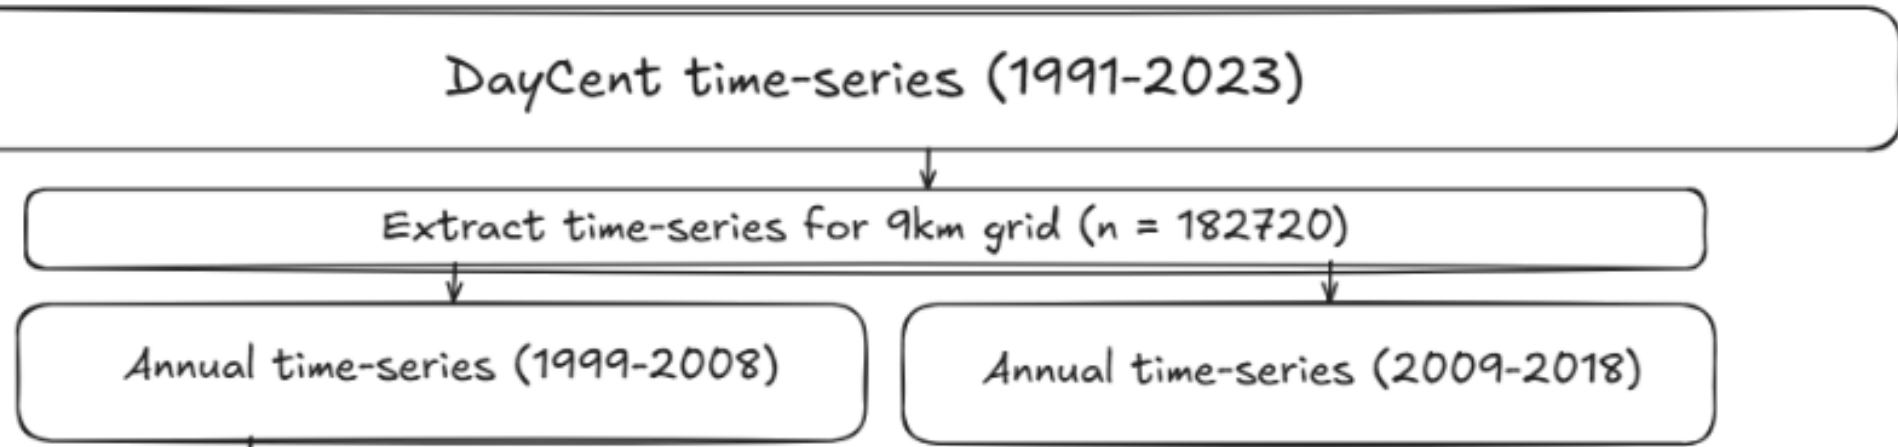 DayCent time-series (1991-2023)
Extract time-series for 9km grid (n = 182720)
Annual time-series (1999-2008)
Annual time-series (2009-2018)